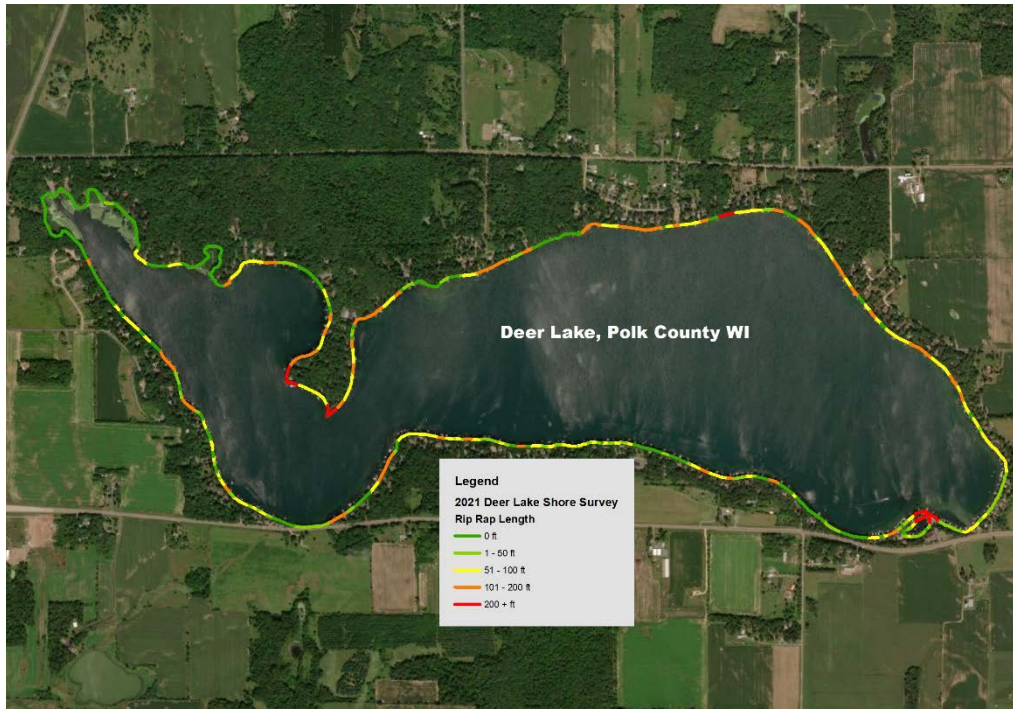 Deer Lake, Polk County WI
Legend
2021 Deer Lake Shore Survey
Rip Rap Length
0 ft
1 - 50 ft
51 - 100 ft
101 - 200 ft
200 + ft